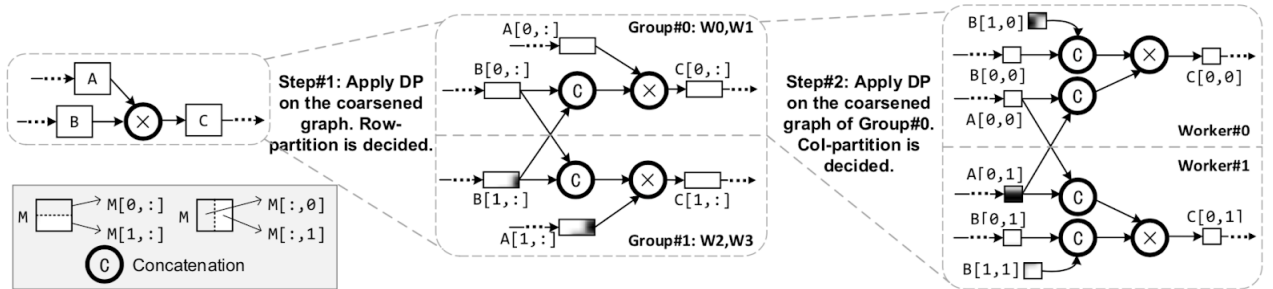 A
B
×
C
M
M[0,:]
M[1,:]
M
M[:,0]
M[:,1]
C Concatenation
Step#1: Apply DP
on the coarsened
graph. Row-
partition is decided.
A[0,:]
Group#0: W0,W1
B[0,:]
C
×
C[0,:]
B[1,:]
C
×
C[1,:]
A[1,:]
Group#1: W2,W3
Step#2: Apply DP
on the coarsened
graph of Group#0.
Col-partition is
decided.
B[1,0]
C
×
B[0,0]
C[0,0]
C
A[0,0]
Worker#0
Worker#1
A[0,1]
C
B[0,1]
C
×
C[0,1]
B[1,1]